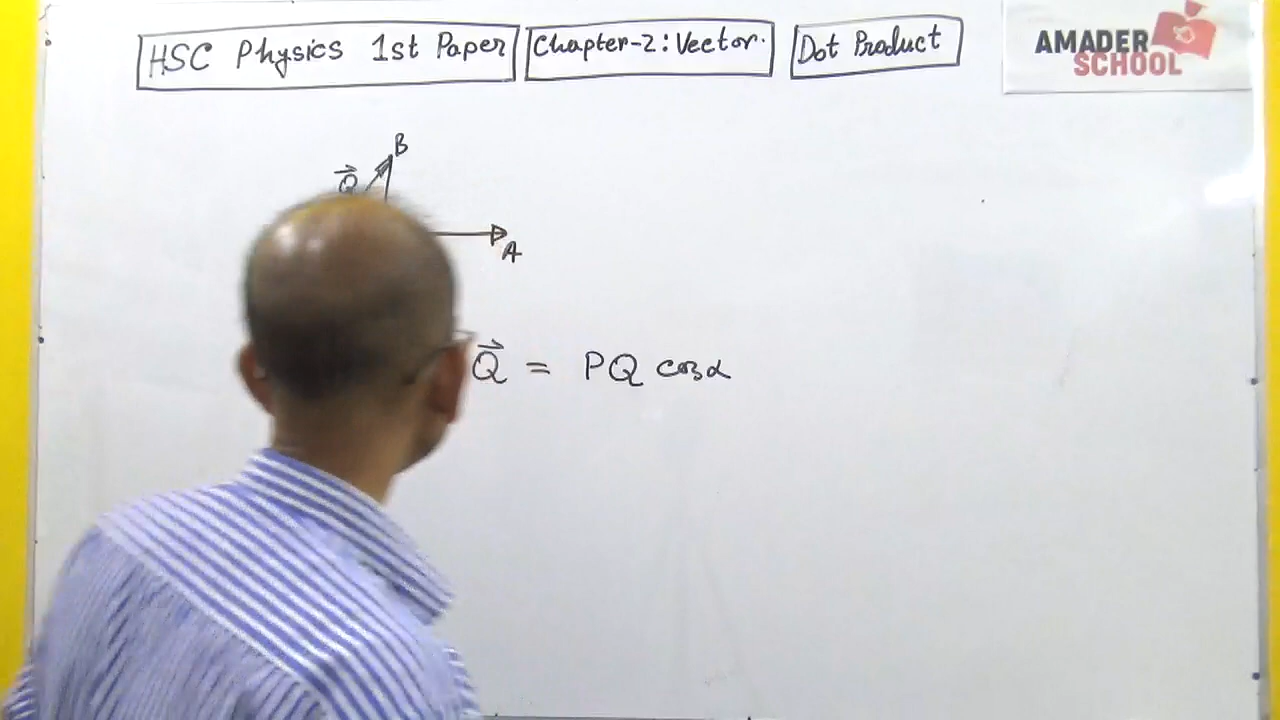 HSC Physics 1st Paper Chapter-2: Vector. Dot Product
AMADER
SCHOOL
B
Q⃗
A
Q⃗ = PQ cosα